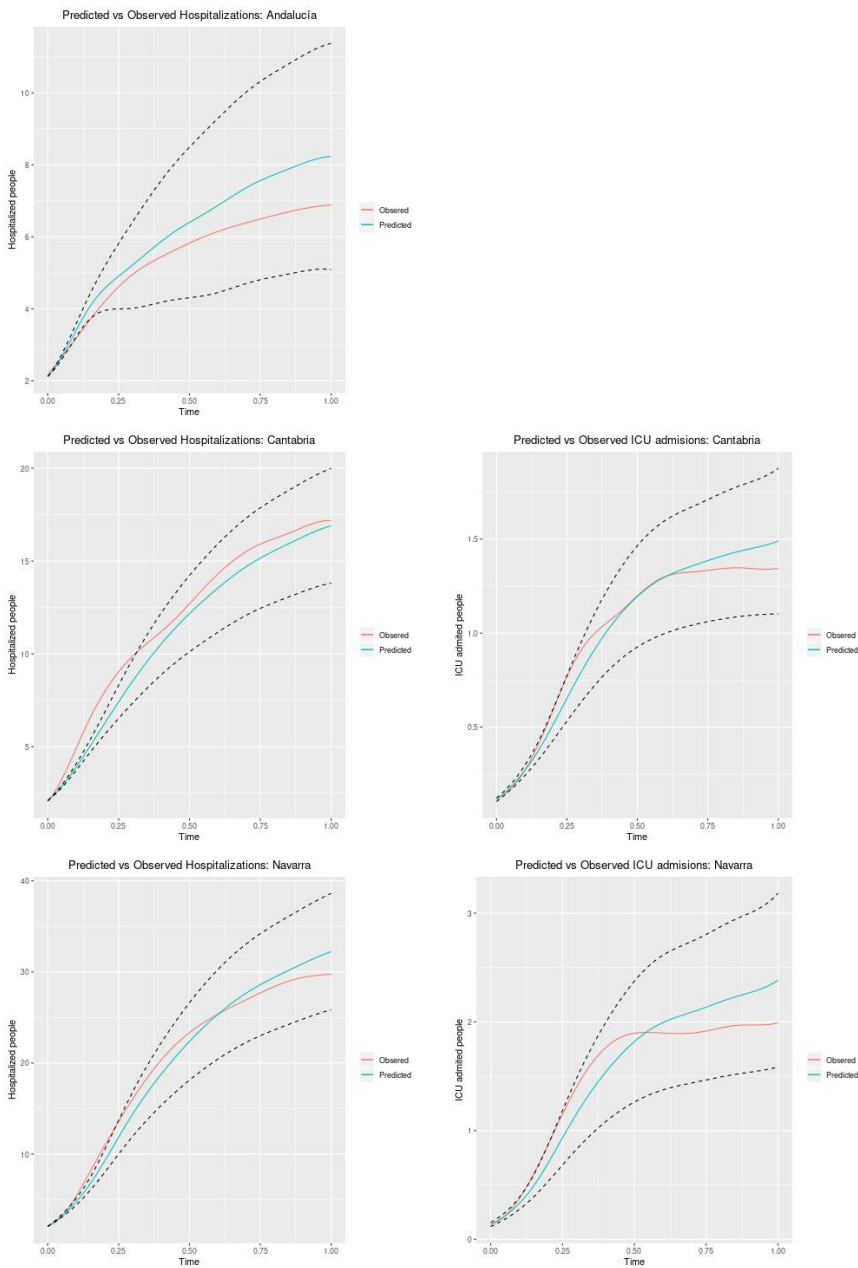 Predicted vs Observed Hospitalizations: Andalucía
Hospitalized people
10
8
6
4
2
0.00 0.25 0.50 0.75 1.00
Time
Obsered
Predicted
Predicted vs Observed Hospitalizations: Cantabria
Hospitalized people
20
15
10
5
0.00 0.25 0.50 0.75 1.00
Time
Obsered
Predicted
Predicted vs Observed ICU admisions: Cantabria
ICU admited people
1.5
1.0
0.5
0.00 0.25 0.50 0.75 1.00
Time
Obsered
Predicted
Predicted vs Observed Hospitalizations: Navarra
Hospitalized people
40
30
20
10
0.00 0.25 0.50 0.75 1.00
Time
Obsered
Predicted
Predicted vs Observed ICU admisions: Navarra
ICU admited people
3
2
1
0
0.00 0.25 0.50 0.75 1.00
Time
Obsered
Predicted